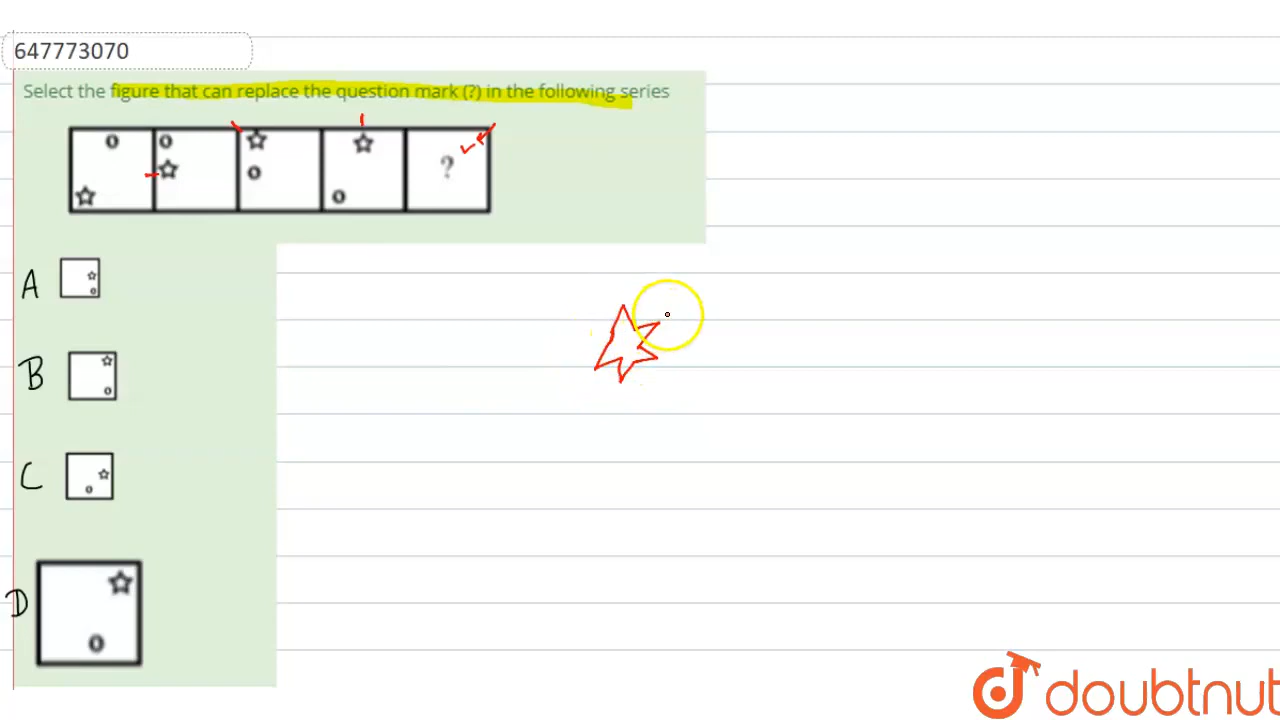 647773070
Select the figure that can replace the question mark (?) in the following series
o o ☆ ☆
☆ o ?
☆ o
A
☆
o
B
☆
o
C
☆
o
D
☆
o
doubtnut